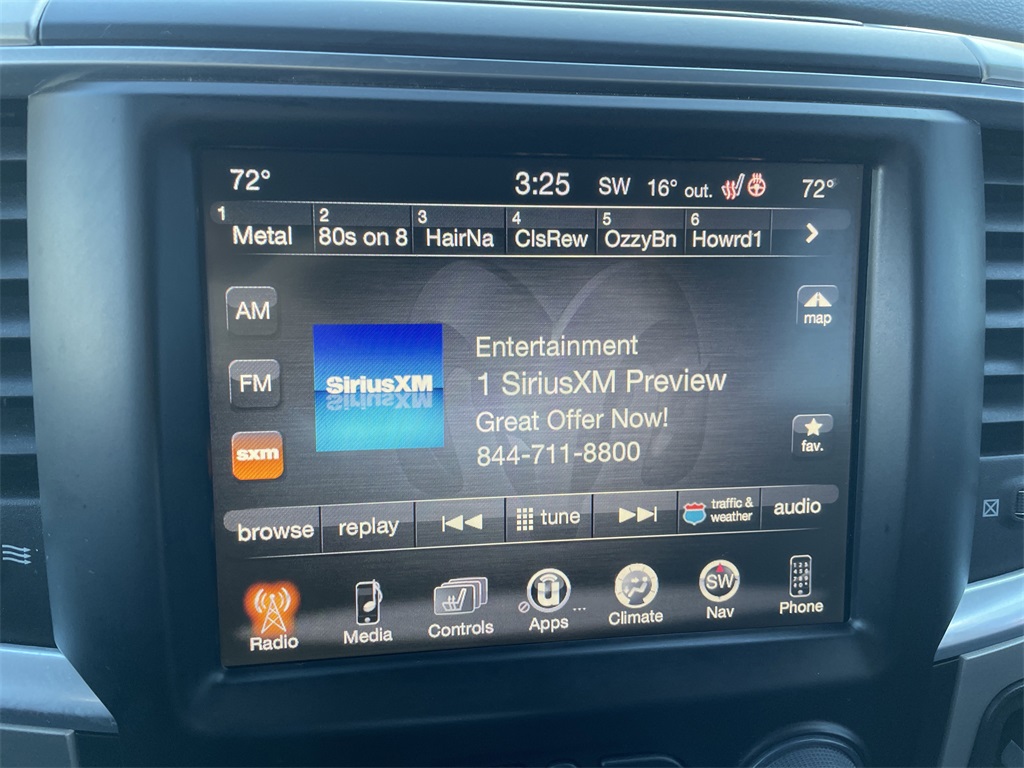 72° 3:25 SW 16° out. 72°
1 2 3 4 5 6
Metal 80s on 8 HairNa ClsRew OzzyBn Howrd1
AM
map
Entertainment
SiriusXM
1 SiriusXM Preview
FM
Great Offer Now!
fav.
sxm
844-711-8800
browse replay tune traffic & weather audio
SW
Radio Media Controls Apps Climate Nav Phone